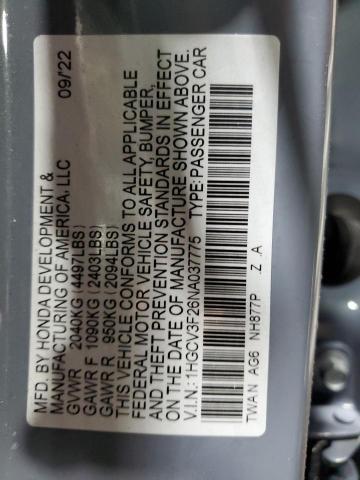 MFD. BY HONDA DEVELOPMENT & 09/'22
MANUFACTURING OF AMERICA, LLC
GVWR 2040KG (4497LBS)
GAWR F 1090KG (2403LBS)
GAWR R 950KG (2094LBS)
THIS VEHICLE CONFORMS TO ALL APPLICABLE
FEDERAL MOTOR VEHICLE SAFETY, BUMPER,
AND THEFT PREVENTION STANDARDS IN EFFECT
ON THE DATE OF MANUFACTURE SHOWN ABOVE.
V.I.N.: 1HGCV3F26NA037775 TYPE: PASSENGER CAR
TWA N AG6 NH877P Z A